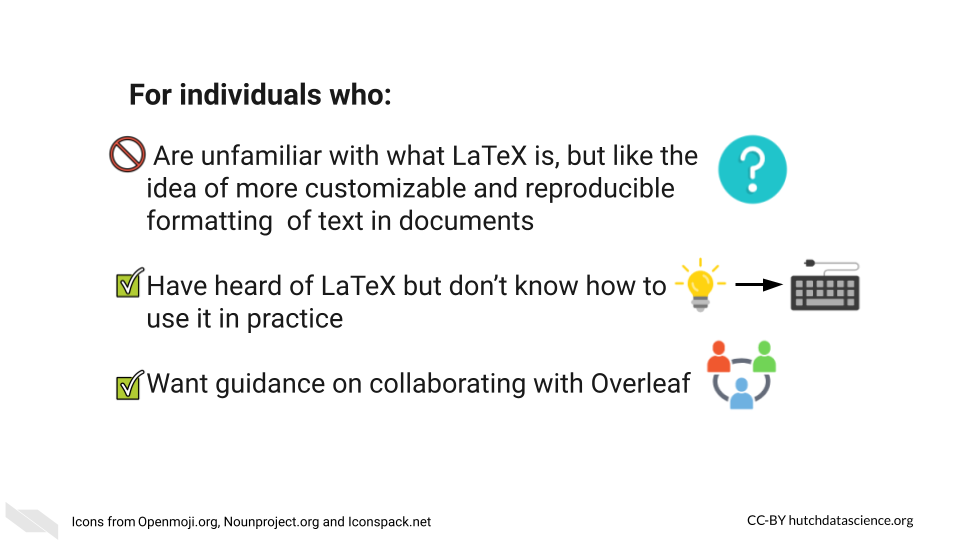 For individuals who:
Are unfamiliar with what LaTeX is, but like the
idea of more customizable and reproducible
formatting  of text in documents
Have heard of LaTeX but don’t know how to
use it in practice
Want guidance on collaborating with Overleaf
Icons from Openmoji.org, Nounproject.org and Iconspack.net
CC-BY hutchdatascience.org